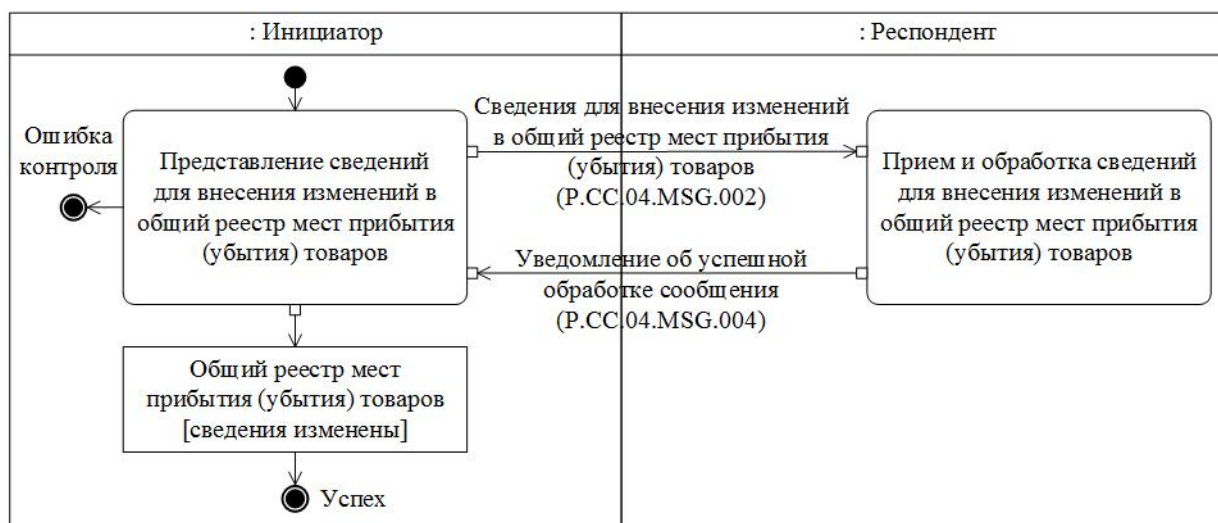 : Инициатор
: Респондент
Ошибка
контроля
Представление сведений
для внесения изменений в
общий реестр мест прибытия
(убытия) товаров
Сведения для внесения изменений
в общий реестр мест прибытия
(убытия) товаров
(P.CC.04.MSG.002)
Прием и обработка сведений
для внесения изменений в
общий реестр мест прибытия
(убытия) товаров
Уведомление об успешной
обработке сообщения
(P.CC.04.MSG.004)
Общий реестр мест
прибытия (убытия) товаров
[сведения изменены]
Успех